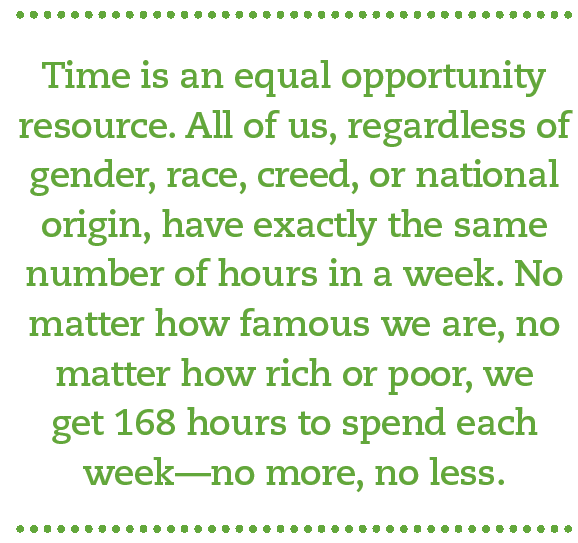 Time is an equal opportunity
resource. All of us, regardless of
gender, race, creed, or national
origin, have exactly the same
number of hours in a week. No
matter how famous we are, no
matter how rich or poor, we
get 168 hours to spend each
week—no more, no less.